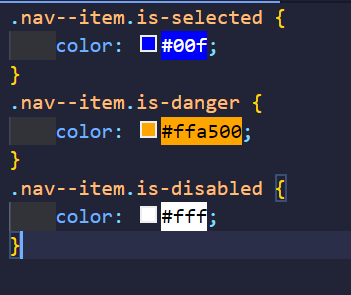 .nav--item.is-selected {
    color: #00f;
}
.nav--item.is-danger {
    color: #ffa500;
}
.nav--item.is-disabled {
    color: #fff;
}